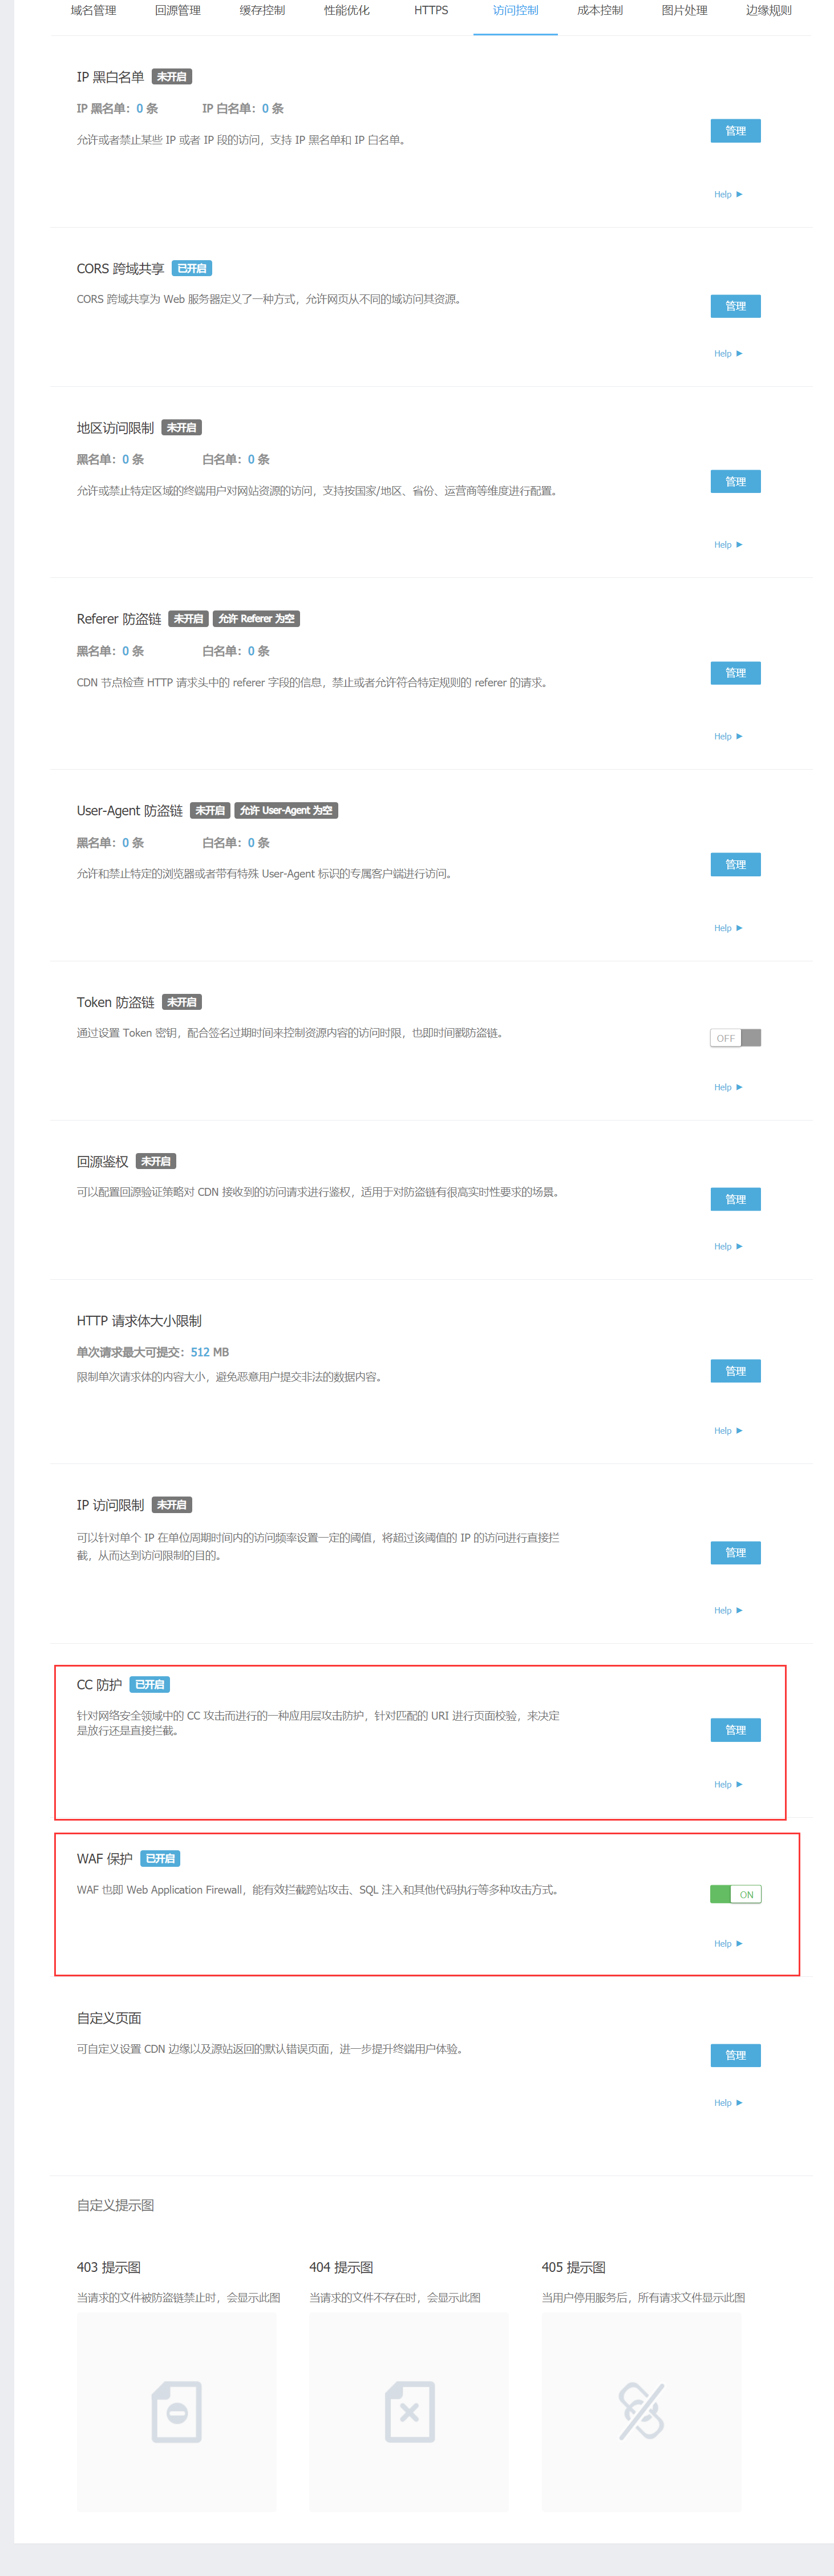 域名管理 回源管理 缓存控制 性能优化 HTTPS 访问控制 成本控制 图片处理 边缘规则
IP 黑白名单 未开启
IP 黑名单：0 条 IP 白名单：0 条
管理
允许或者禁止某些 IP 或者 IP 段的访问，支持 IP 黑名单和 IP 白名单。
Help ▶
CORS 跨域共享 已开启
CORS 跨域共享为 Web 服务器定义了一种方式，允许网页从不同的域访问其资源。
管理
Help ▶
地区访问限制 未开启
黑名单：0 条 白名单：0 条
管理
允许或禁止特定区域的终端用户对网站资源的访问，支持按国家/地区、省份、运营商等维度进行配置。
Help ▶
Referer 防盗链 未开启 允许 Referer 为空
黑名单：0 条 白名单：0 条
管理
CDN 节点检查 HTTP 请求头中的 referer 字段的信息，禁止或者允许符合特定规则的 referer 的请求。
Help ▶
User-Agent 防盗链 未开启 允许 User-Agent 为空
黑名单：0 条 白名单：0 条
管理
允许和禁止特定的浏览器或者带有特殊 User-Agent 标识的专属客户端进行访问。
Help ▶
Token 防盗链 未开启
通过设置 Token 密钥，配合签名过期时间来控制资源内容的访问时限，也即时间戳防盗链。
OFF
Help ▶
回源鉴权 未开启
可以配置回源验证策略对 CDN 接收到的访问请求进行鉴权，适用于对防盗链有很高实时性要求的场景。
管理
Help ▶
HTTP 请求体大小限制
单次请求最大可提交：512 MB
管理
限制单次请求体的内容大小，避免恶意用户提交非法的数据内容。
Help ▶
IP 访问限制 未开启
可以针对单个 IP 在单位周期时间内的访问频率设置一定的阈值，将超过该阈值的 IP 的访问进行直接拦
截，从而达到访问限制的目的。
管理
Help ▶
CC 防护 已开启
针对网络安全领域中的 CC 攻击而进行的一种应用层攻击防护，针对匹配的 URI 进行页面校验，来决定
是放行还是直接拦截。
管理
Help ▶
WAF 保护 已开启
WAF 也即 Web Application Firewall，能有效拦截跨站攻击、SQL 注入和其他代码执行等多种攻击方式。
ON
Help ▶
自定义页面
可自定义设置 CDN 边缘以及源站返回的默认错误页面，进一步提升终端用户体验。
管理
Help ▶
自定义提示图
403 提示图 404 提示图 405 提示图
当请求的文件被防盗链禁止时，会显示此图 当请求的文件不存在时，会显示此图 当用户停用服务后，所有请求文件显示此图